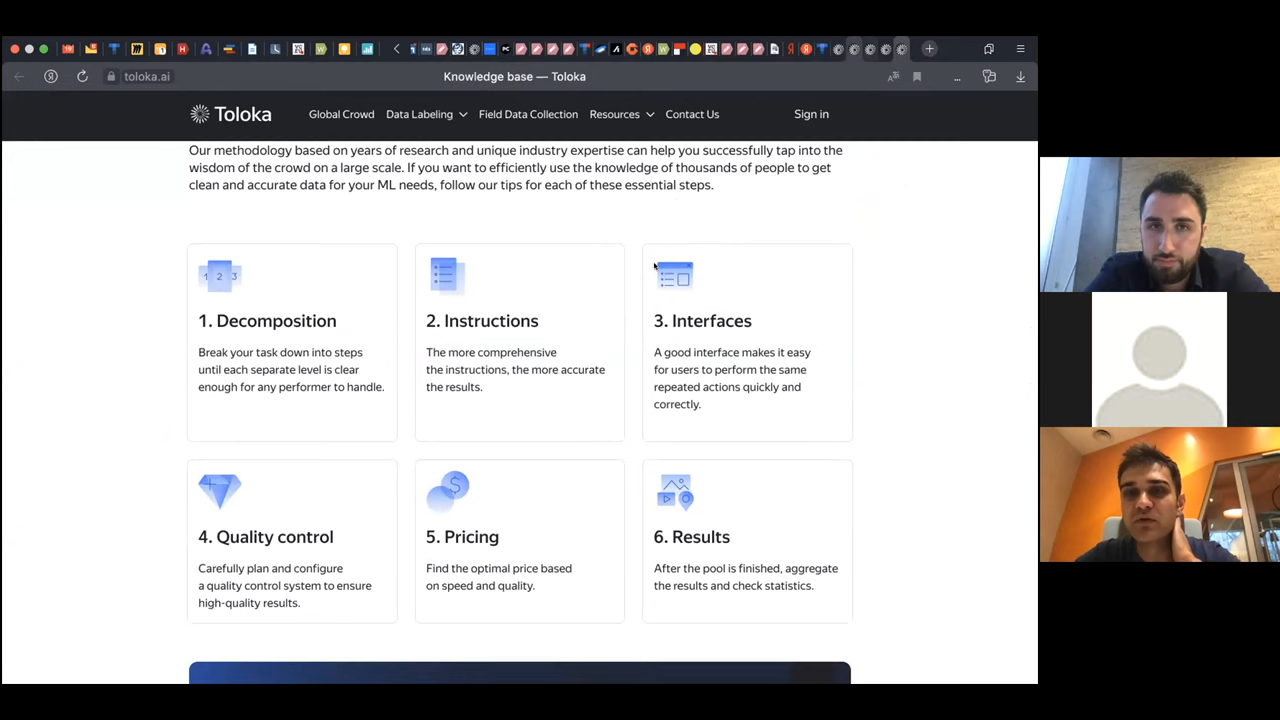 toloka.ai
Knowledge base — Toloka
...
Toloka
Global Crowd
Data Labeling
Field Data Collection
Resources
Contact Us
Sign in
Our methodology based on years of research and unique industry expertise can help you successfully tap into the
wisdom of the crowd on a large scale. If you want to efficiently use the knowledge of thousands of people to get
clean and accurate data for your ML needs, follow our tips for each of these essential steps.
1 2 3
1. Decomposition
Break your task down into steps
until each separate level is clear
enough for any performer to handle.
2. Instructions
The more comprehensive
the instructions, the more accurate
the results.
3. Interfaces
A good interface makes it easy
for users to perform the same
repeated actions quickly and
correctly.
4. Quality control
Carefully plan and configure
a quality control system to ensure
high-quality results.
$
5. Pricing
Find the optimal price based
on speed and quality.
6. Results
After the pool is finished, aggregate
the results and check statistics.